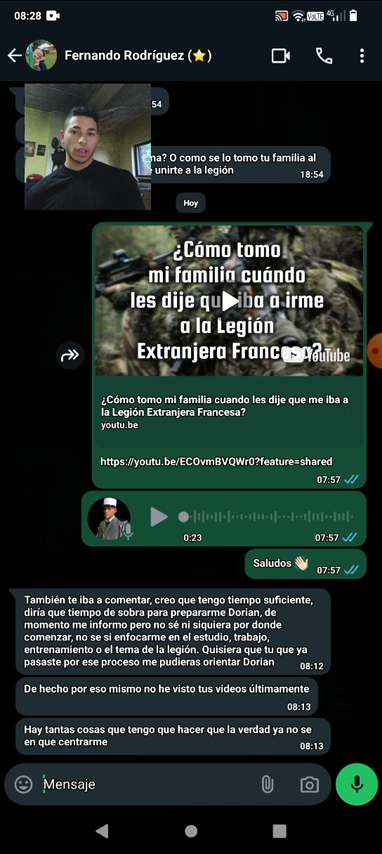 08:28
VoLTE 4G
Fernando Rodríguez (⭐)
54
ma? O como se lo tomo tu familia al
unirte a la legión
18:54
Hoy
¿Cómo tomo
mi familia cuándo
les dije que iba a irme
a la Legión
Extranjera Francesa?
YouTube
¿Cómo tomo mi familia cuando les dije que me iba a
la Legión Extranjera Francesa?
youtu.be
https://youtu.be/ECOvmBVQWr0?feature=shared
07:57
0:23
07:57
Saludos 👋🏻
07:57
También te iba a comentar, creo que tengo tiempo suficiente,
diría que tiempo de sobra para prepararme Dorian, de
momento me informo pero no sé ni siquiera por donde
comenzar, no se si enfocarme en el estudio, trabajo,
entrenamiento o el tema de la legión. Quisiera que tu que ya
pasaste por ese proceso me pudieras orientar Dorian
08:12
De hecho por eso mismo no he visto tus videos últimamente
08:13
Hay tantas cosas que tengo que hacer que la verdad ya no se
en que centrarme
08:13
Mensaje